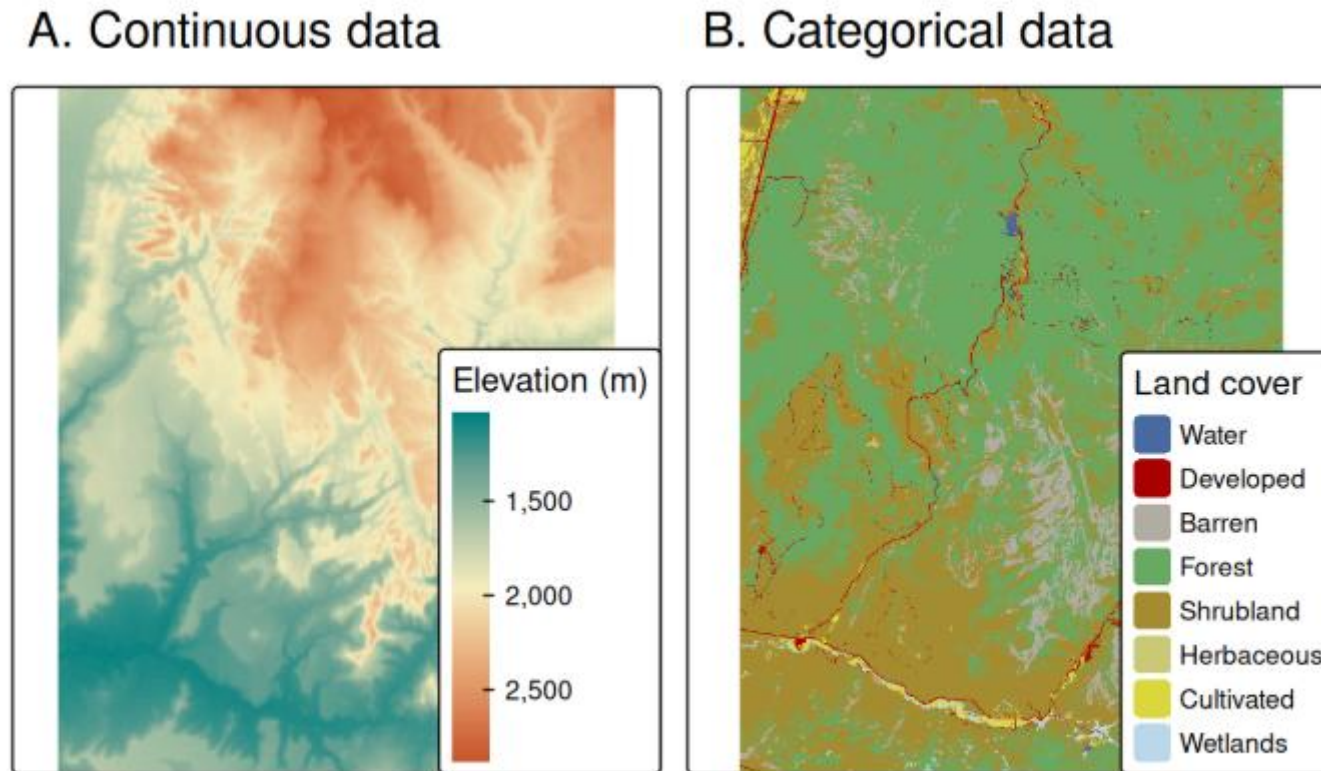 A. Continuous data
Elevation (m)
1,500
2,000
2,500
B. Categorical data
Land cover
Water
Developed
Barren
Forest
Shrubland
Herbaceous
Cultivated
Wetlands